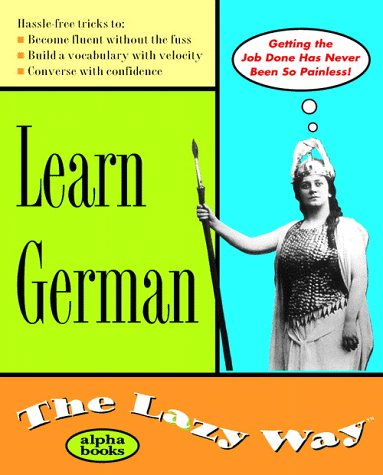 Hassle-free tricks to:
Become fluent without the fuss
Build a vocabulary with velocity
Converse with confidence
Getting the
Job Done Has Never
Been So Painless!
Learn
German
The Lazy Way™
alpha
books